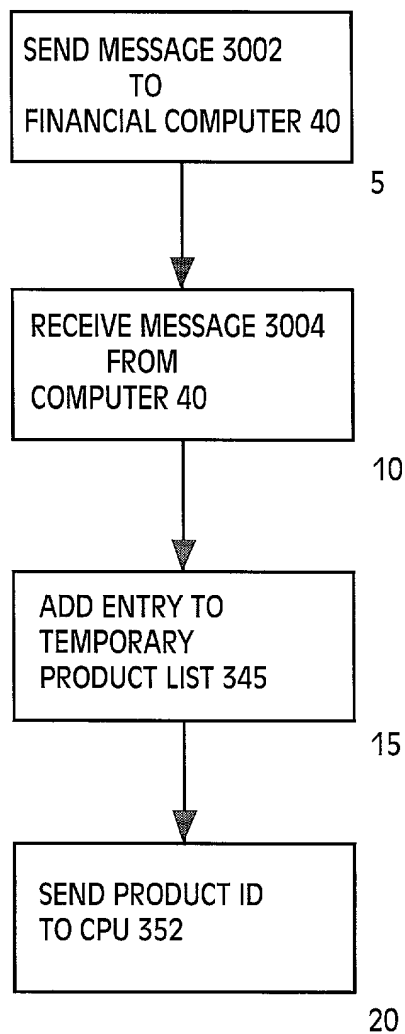 SEND MESSAGE 3002
TO
FINANCIAL COMPUTER 40
5
RECEIVE MESSAGE 3004
FROM
COMPUTER 40
10
ADD ENTRY TO
TEMPORARY
PRODUCT LIST 345
15
SEND PRODUCT ID
TO CPU 352
20